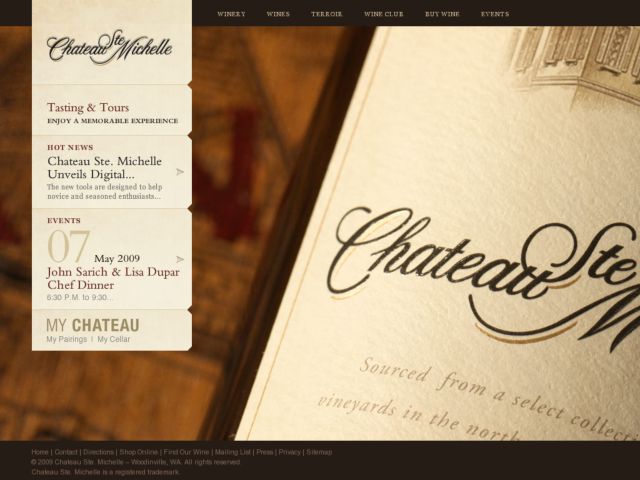 WINERY WINES TERROIR WINE CLUB BUY WINE EVENTS
Chateau Ste Michelle
Tasting & Tours
ENJOY A MEMORABLE EXPERIENCE
HOT NEWS
Chateau Ste. Michelle
Unveils Digital...
The new tools are designed to help
novice and seasoned enthusiasts...
EVENTS
07 May 2009
John Sarich & Lisa Dupar
Chef Dinner
6:30 P.M. to 9:30...
MY CHATEAU
My Pairings | My Cellar
Chateau Ste
M
Sourced from a select collect
vineyards in the north
Home | Contact | Directions | Shop Online | Find Our Wine | Mailing List | Press | Privacy | Sitemap
© 2009 Chateau Ste. Michelle – Woodinville, WA. All rights reserved.
Chateau Ste. Michelle is a registered trademark.